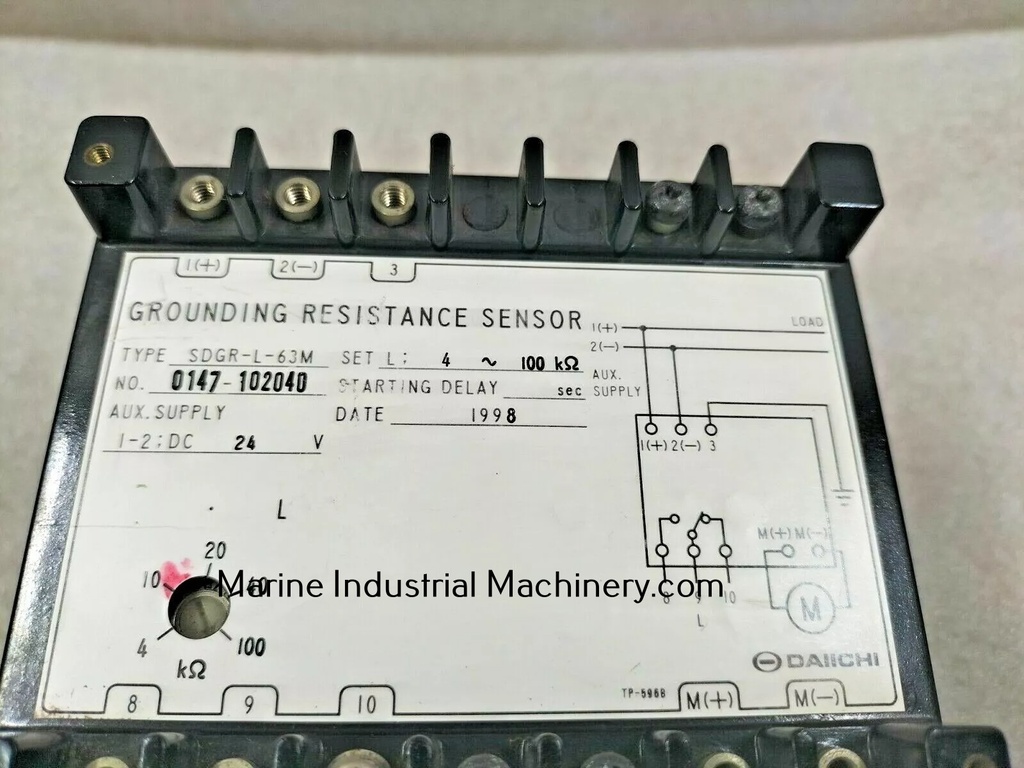 1(+) 2(—) 3
GROUNDING RESISTANCE SENSOR
TYPE SDGR-L-63M
NO. 0147-102040
AUX. SUPPLY
1-2: DC 24 V
SET L: 4 ~ 100 kΩ
STARTING DELAY sec
DATE 1998
1(+) LOAD
2(—)
AUX.
SUPPLY
1(+) 2(—) 3
M(+) M(—)
8 9 10
L
M
L
20
10 40
4 100
kΩ
Marine Industrial Machinery.com
DAIICHI
TP-596B
8 9 10 M(+) M(—)